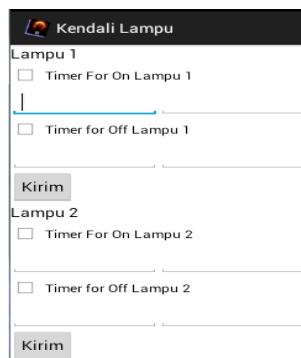 Kendali Lampu
Lampu 1
Timer For On Lampu 1
Timer for Off Lampu 1
Kirim
Lampu 2
Timer For On Lampu 2
Timer for Off Lampu 2
Kirim